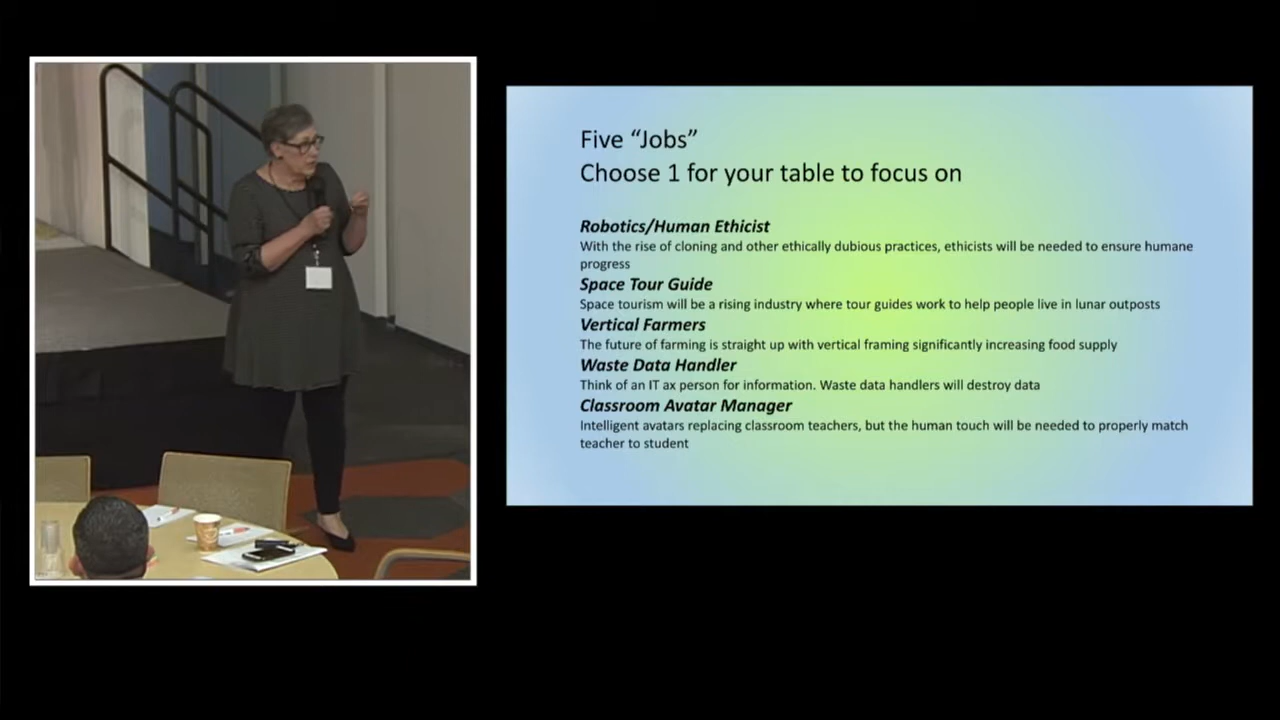 Five “Jobs”
Choose 1 for your table to focus on
Robotics/Human Ethicist
With the rise of cloning and other ethically dubious practices, ethicists will be needed to ensure humane
progress
Space Tour Guide
Space tourism will be a rising industry where tour guides work to help people live in lunar outposts
Vertical Farmers
The future of farming is straight up with vertical framing significantly increasing food supply
Waste Data Handler
Think of an IT ax person for information. Waste data handlers will destroy data
Classroom Avatar Manager
Intelligent avatars replacing classroom teachers, but the human touch will be needed to properly match
teacher to student